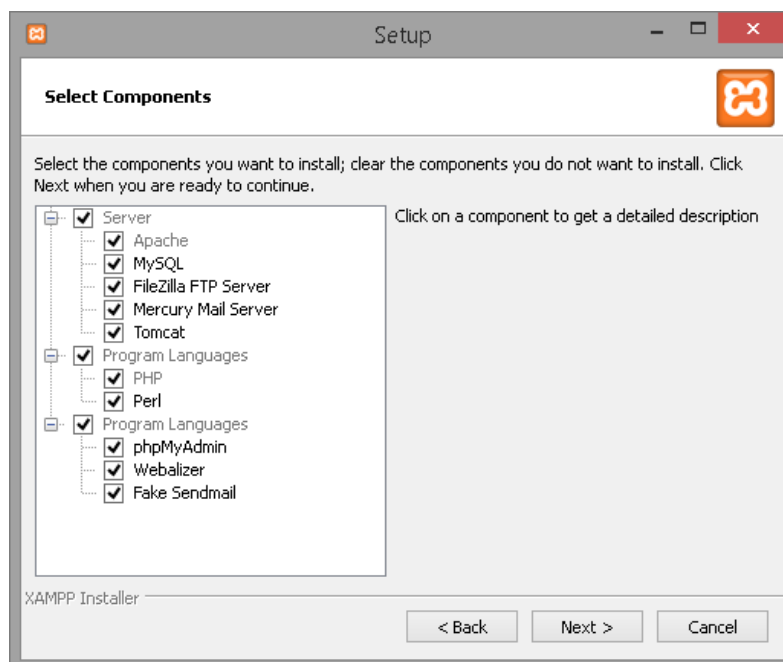 Setup
Select Components
Select the components you want to install; clear the components you do not want to install. Click
Next when you are ready to continue.
Server
Apache
MySQL
FileZilla FTP Server
Mercury Mail Server
Tomcat
Program Languages
PHP
Perl
Program Languages
phpMyAdmin
Webalizer
Fake Sendmail
Click on a component to get a detailed description
XAMPP Installer
< Back
Next >
Cancel